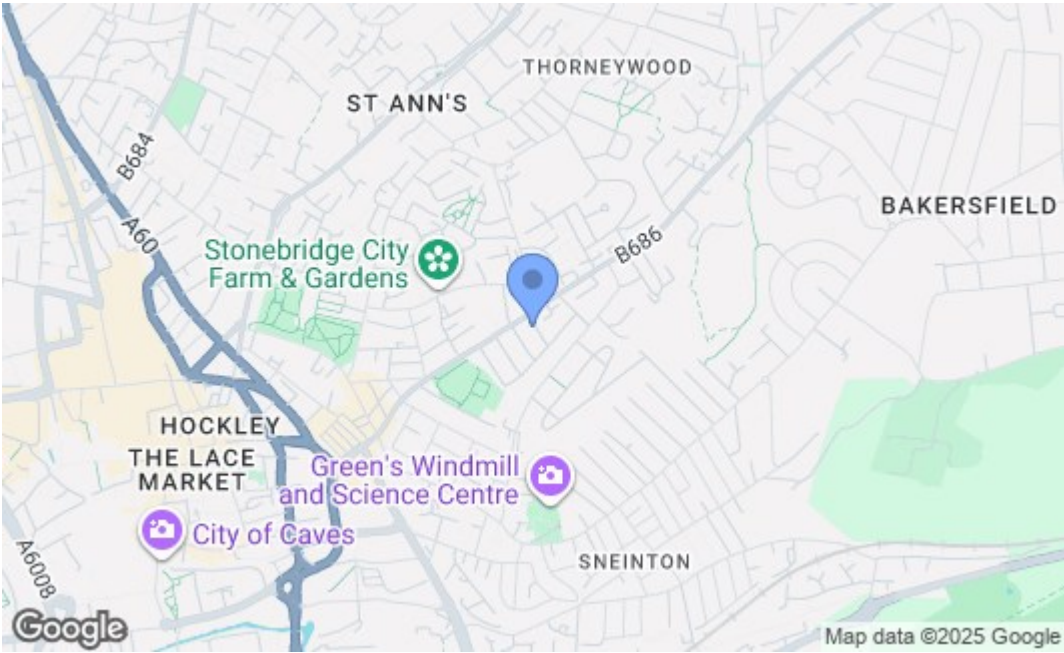 THORNEYWOOD
ST ANN'S
B684
BAKERSFIELD
A60
B686
Stonebridge City
Farm & Gardens
HOCKLEY
THE LACE
MARKET
Green's Windmill
and Science Centre
City of Caves
SNEINTON
A6008
Google
Map data ©2025 Google